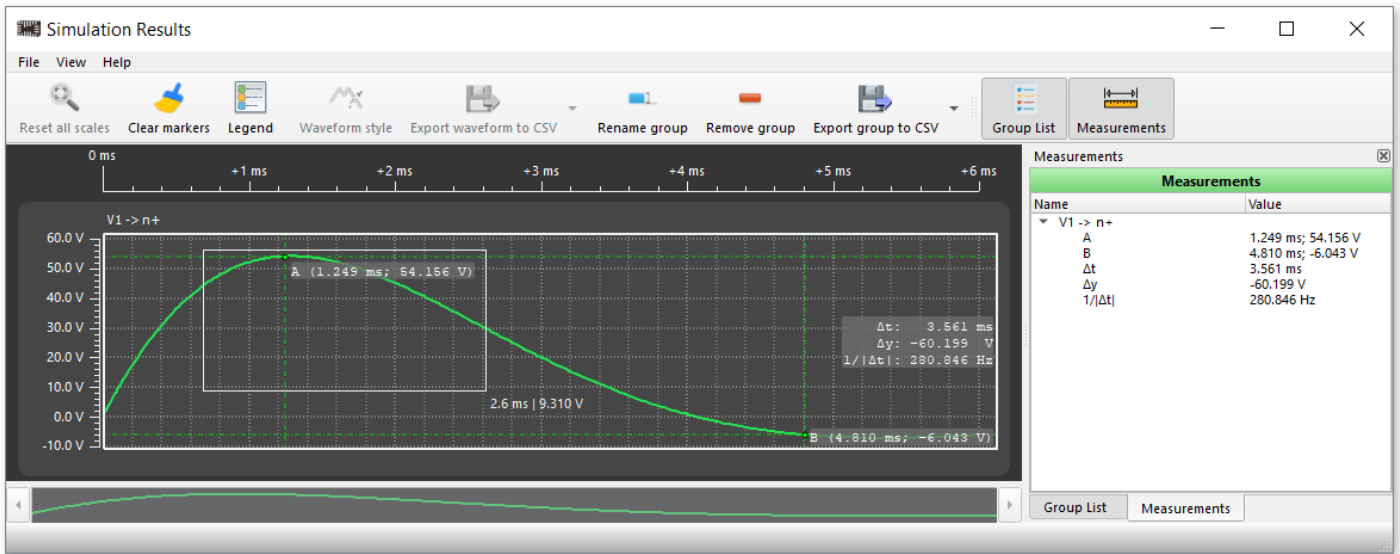 Simulation Results
File View Help
Reset all scales Clear markers Legend Waveform style Export waveform to CSV Rename group Remove group Export group to CSV Group List Measurements
0 ms
+1 ms +2 ms +3 ms +4 ms +5 ms +6 ms
V1 -> n+
60.0 V
50.0 V
40.0 V
30.0 V
20.0 V
10.0 V
0.0 V
-10.0 V
A (1.249 ms; 54.156 V)
Δt: 3.561 ms
Δy: -60.199 V
1/|Δt|: 280.846 Hz
2.6 ms | 9.310 V
B (4.810 ms; -6.043 V)
Measurements
Measurements
Name Value
V1 -> n+
A 1.249 ms; 54.156 V
B 4.810 ms; -6.043 V
Δt 3.561 ms
Δy -60.199 V
1/|Δt| 280.846 Hz
Group List Measurements